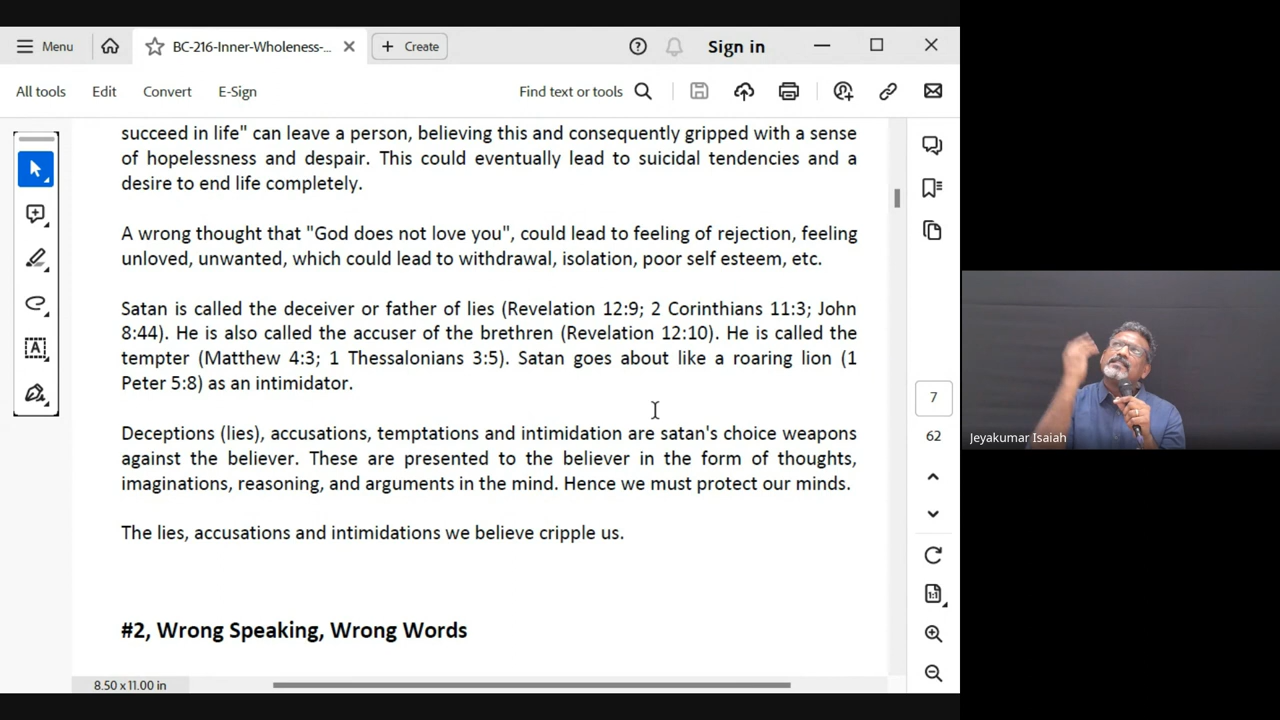 Menu
BC-216-Inner-Wholeness-...
Create
Sign in
All tools
Edit
Convert
E-Sign
Find text or tools
succeed in life" can leave a person, believing this and consequently gripped with a sense
of hopelessness and despair. This could eventually lead to suicidal tendencies and a
desire to end life completely.
A wrong thought that "God does not love you", could lead to feeling of rejection, feeling
unloved, unwanted, which could lead to withdrawal, isolation, poor self esteem, etc.
Satan is called the deceiver or father of lies (Revelation 12:9; 2 Corinthians 11:3; John
8:44). He is also called the accuser of the brethren (Revelation 12:10). He is called the
tempter (Matthew 4:3; 1 Thessalonians 3:5). Satan goes about like a roaring lion (1
Peter 5:8) as an intimidator.
Deceptions (lies), accusations, temptations and intimidation are satan's choice weapons
against the believer. These are presented to the believer in the form of thoughts,
imaginations, reasoning, and arguments in the mind. Hence we must protect our minds.
The lies, accusations and intimidations we believe cripple us.
#2, Wrong Speaking, Wrong Words
8.50 x 11.00 in
7
62
1:1
Jeyakumar Isaiah